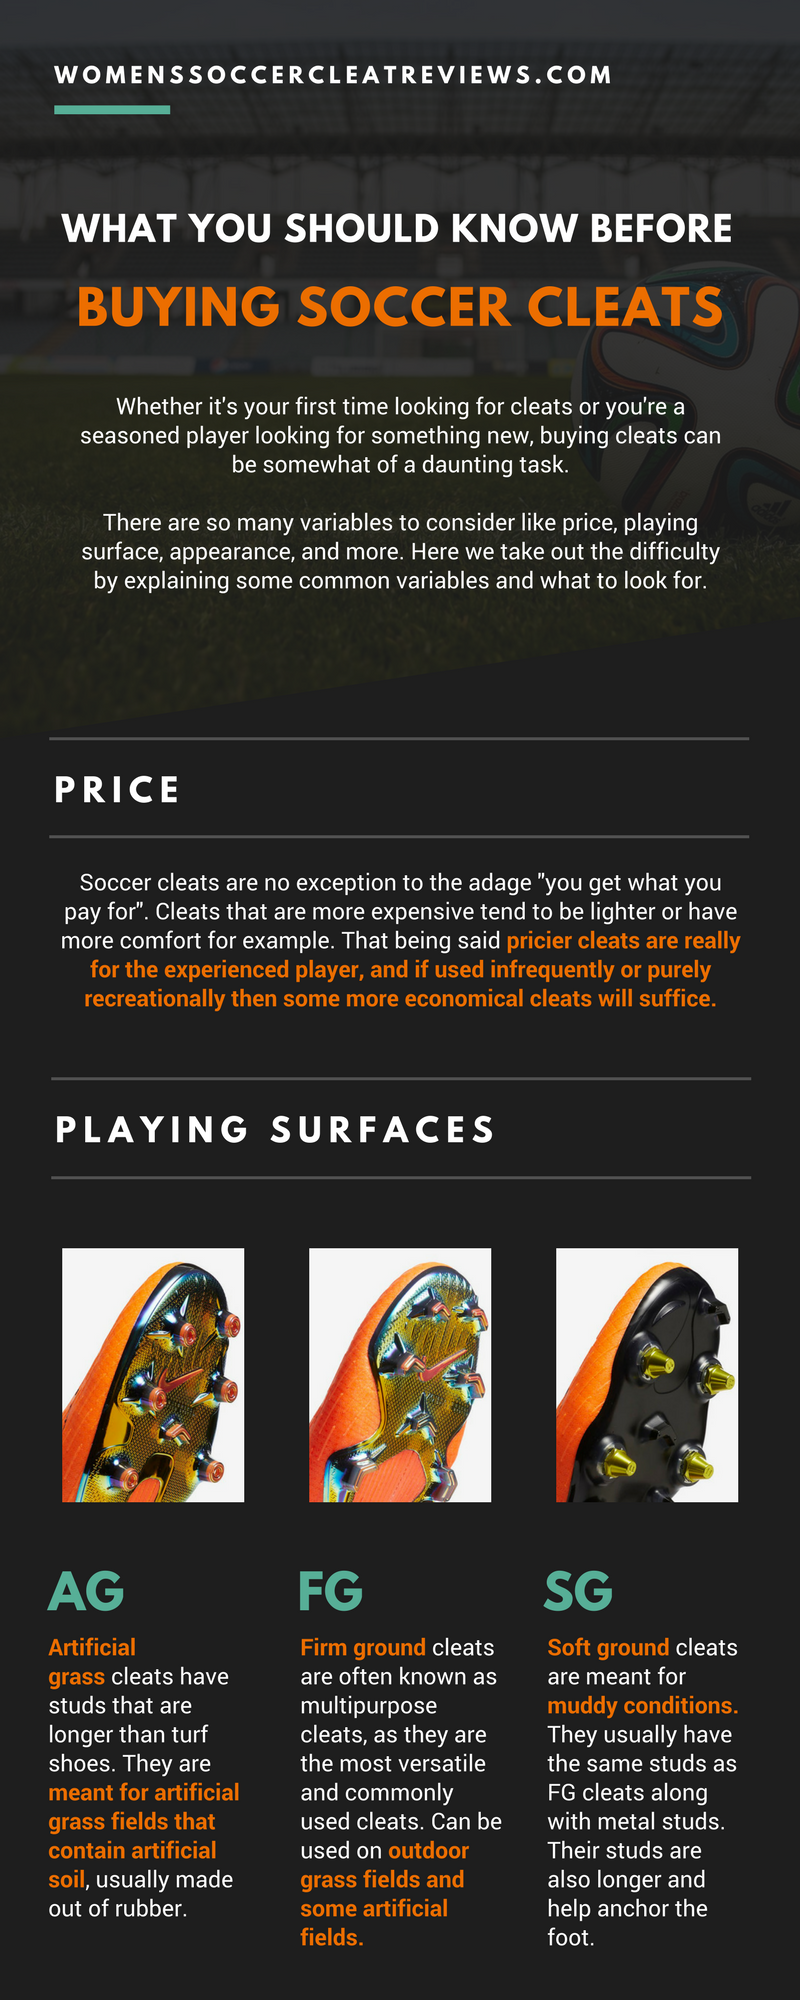 WOMENSSOCCERCLEATREVIEWS.COM
WHAT YOU SHOULD KNOW BEFORE
BUYING SOCCER CLEATS
Whether it's your first time looking for cleats or you're a
seasoned player looking for something new, buying cleats can
be somewhat of a daunting task.
There are so many variables to consider like price, playing
surface, appearance, and more. Here we take out the difficulty
by explaining some common variables and what to look for.
PRICE
Soccer cleats are no exception to the adage "you get what you
pay for". Cleats that are more expensive tend to be lighter or have
more comfort for example. That being said pricier cleats are really
for the experienced player, and if used infrequently or purely
recreationally then some more economical cleats will suffice.
PLAYING SURFACES
AG
Artificial
grass cleats have
studs that are
longer than turf
shoes. They are
meant for artificial
grass fields that
contain artificial
soil, usually made
out of rubber.
FG
Firm ground cleats
are often known as
multipurpose
cleats, as they are
the most versatile
and commonly
used cleats. Can be
used on outdoor
grass fields and
some artificial
fields.
SG
Soft ground cleats
are meant for
muddy conditions.
They usually have
the same studs as
FG cleats along
with metal studs.
Their studs are
also longer and
help anchor the
foot.